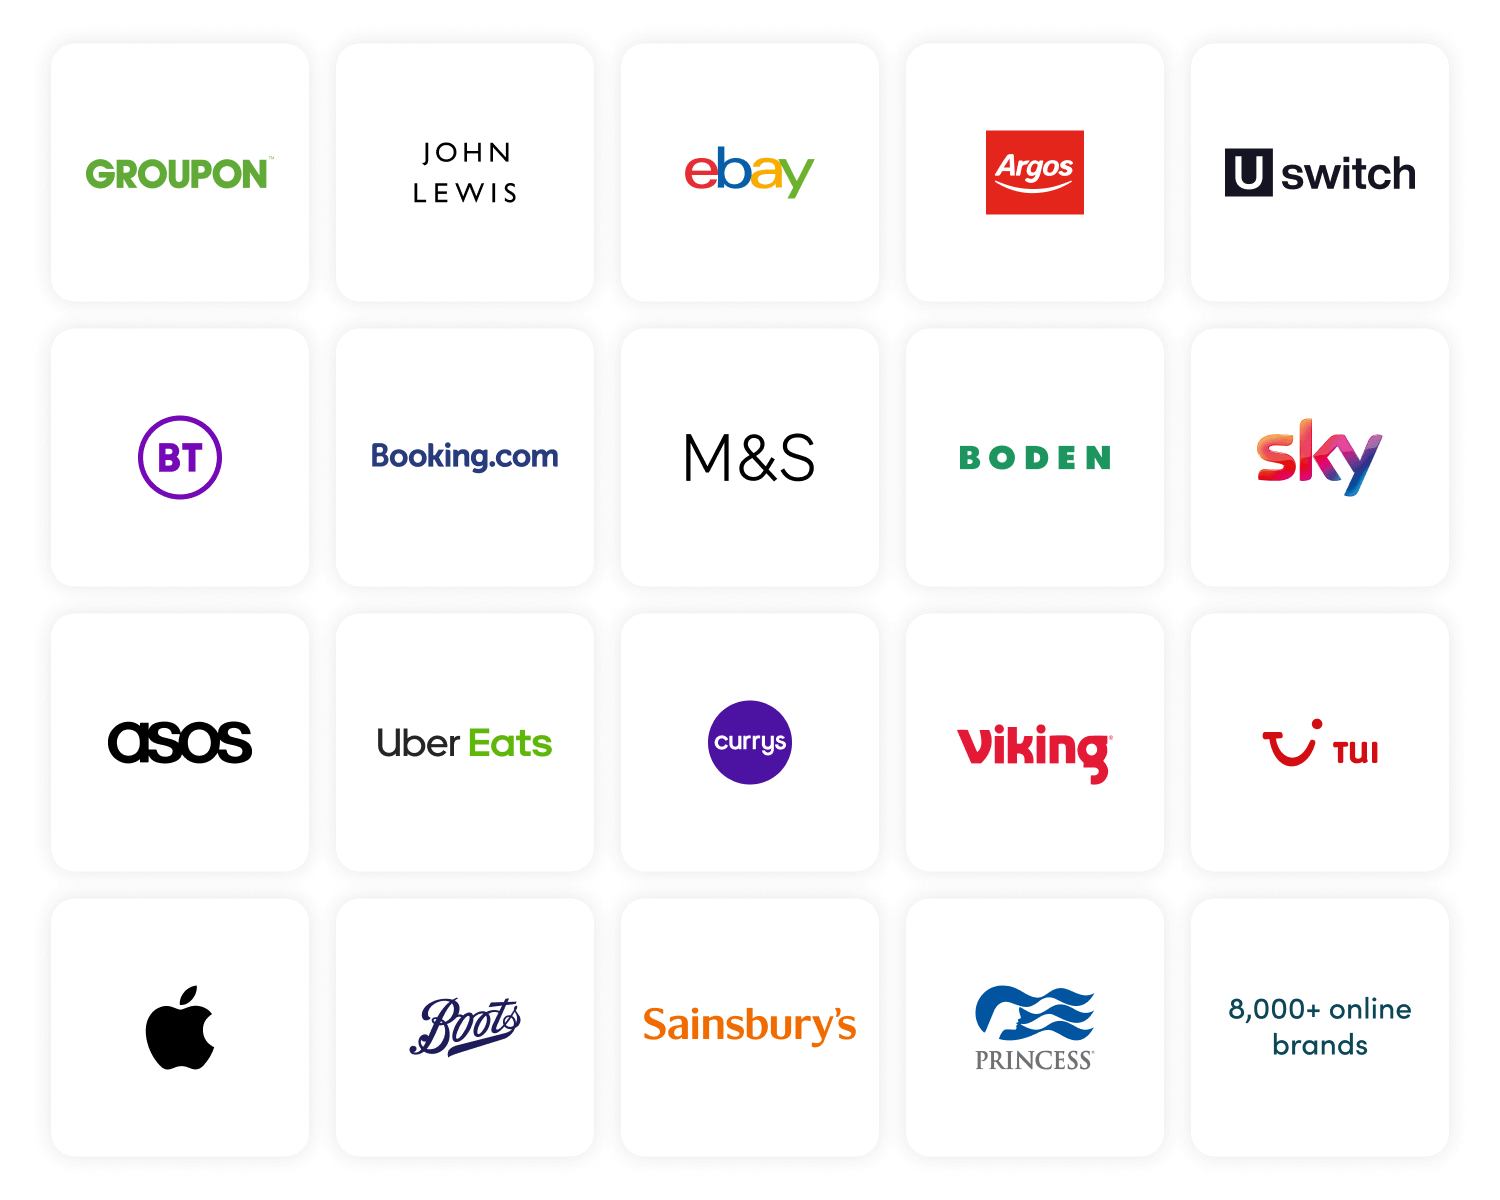 GROUPON™
JOHN
LEWIS
ebay
Argos
U switch
BT
Booking.com
M&S
BODEN
sky
asos
Uber Eats
currys
Viking®
TUI
Boots
Sainsbury's
PRINCESS®
8,000+ online
brands